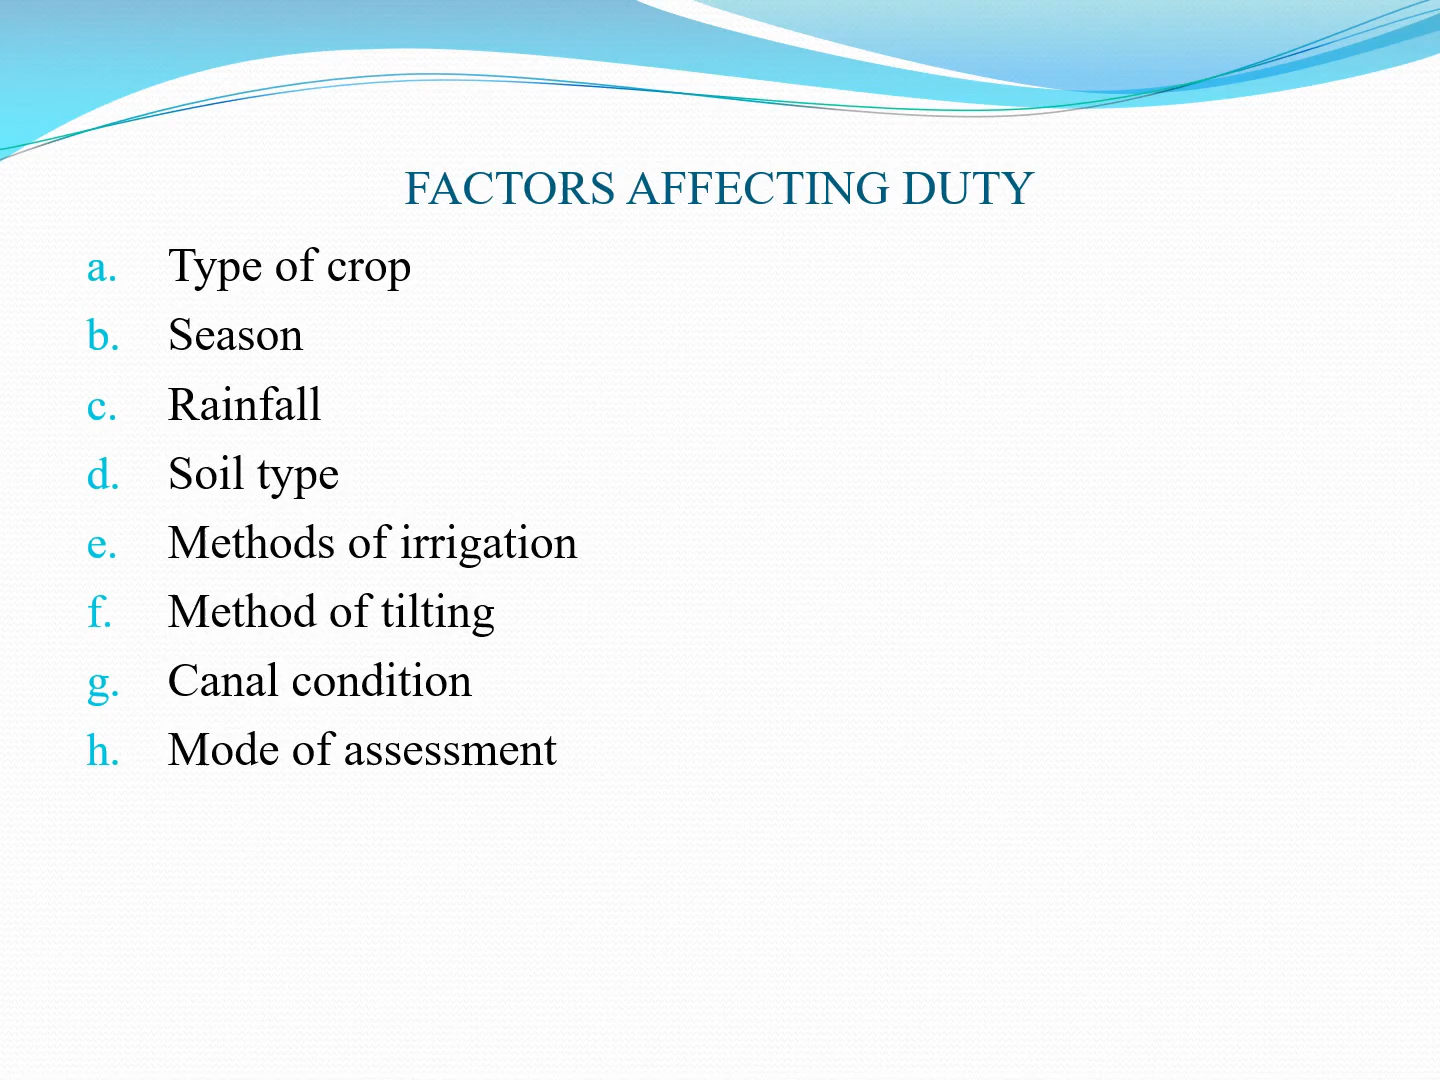 FACTORS AFFECTING DUTY
a. Type of crop
b. Season
c. Rainfall
d. Soil type
e. Methods of irrigation
f. Method of tilting
g. Canal condition
h. Mode of assessment